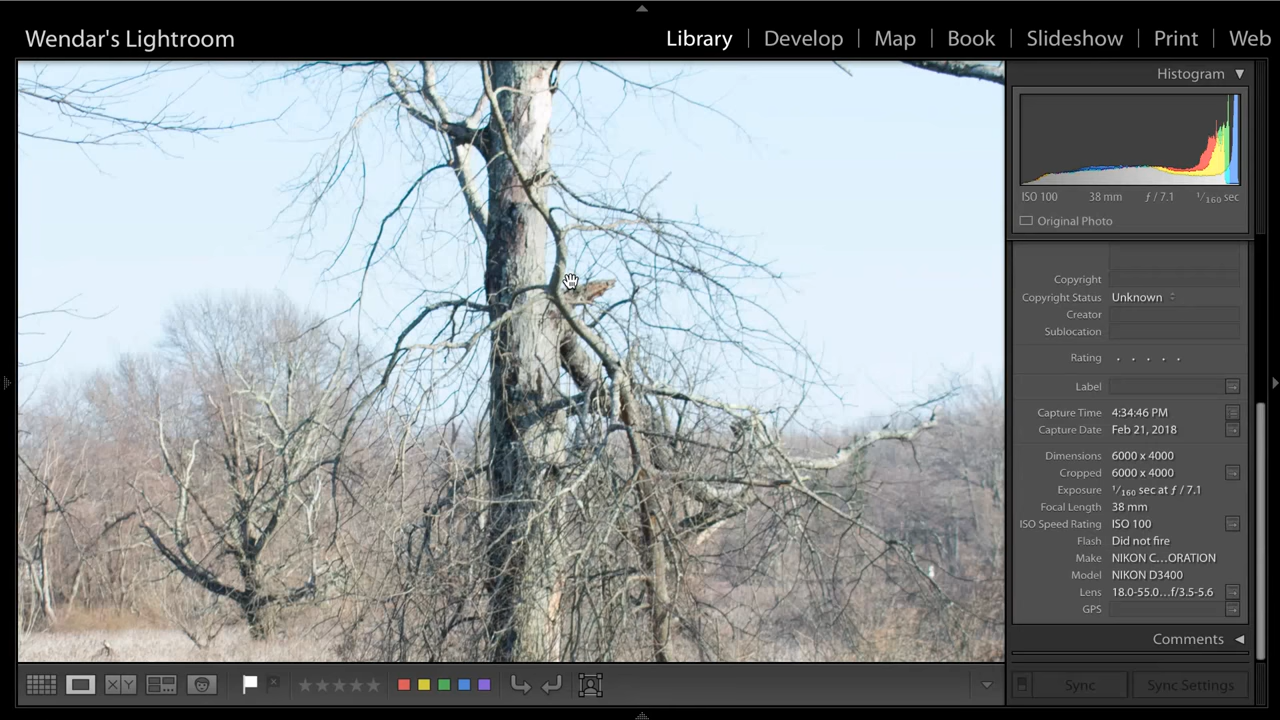 Wendar's Lightroom
Library | Develop | Map | Book | Slideshow | Print | Web
Histogram
ISO 100 38 mm ƒ / 7.1 1/160 sec
Original Photo
Copyright
Copyright Status Unknown
Creator
Sublocation
Rating . . . . .
Label
Capture Time 4:34:46 PM
Capture Date Feb 21, 2018
Dimensions 6000 x 4000
Cropped 6000 x 4000
Exposure 1/160 sec at ƒ / 7.1
Focal Length 38 mm
ISO Speed Rating ISO 100
Flash Did not fire
Make NIKON C...ORATION
Model NIKON D3400
Lens 18.0-55.0...f/3.5-5.6
GPS
Comments
X Y
Sync Sync Settings